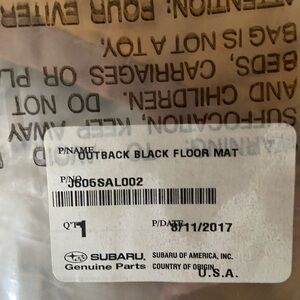 ATTENTION: POUR EVITER
BAG IS NOT A TOY.
BEDS, CARRIAGES OR PL
AND CHILDREN. DO NOT
SUFFOCATION, KEEP AWAY
P/NAME OUTBACK BLACK FLOOR MAT
P/NO. J505SAL002
Q'T 1 P/DATE 8/11/2017
SUBARU SUBARU OF AMERICA, INC.
Genuine Parts COUNTRY OF ORIGIN U.S.A.